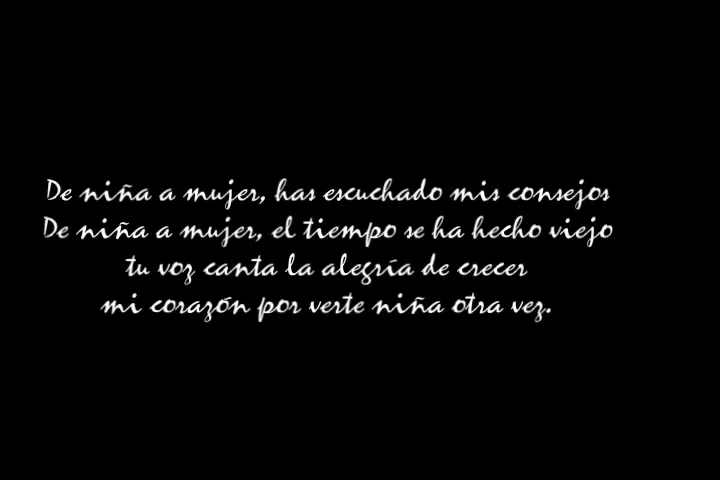 De niña a mujer, has escuchado mis consejos
De niña a mujer, el tiempo se ha hecho viejo
tu voz canta la alegría de crecer
mi corazón por verte niña otra vez.